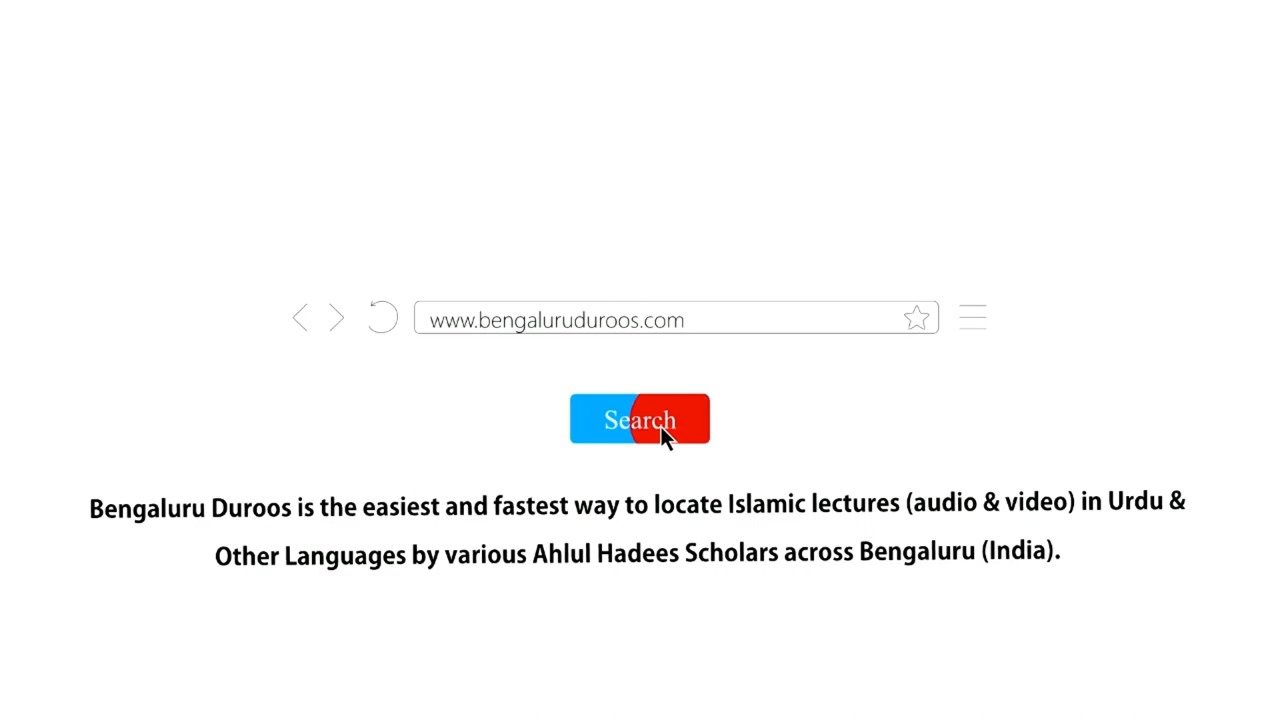 www.bengaluruduroos.com
Search
Bengaluru Duroos is the easiest and fastest way to locate Islamic lectures (audio & video) in Urdu &
Other Languages by various Ahlul Hadees Scholars across Bengaluru (India).